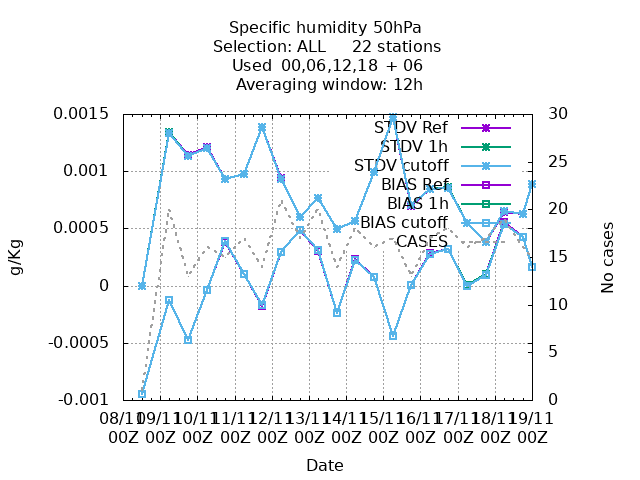 Specific humidity 50hPa
Selection: ALL 22 stations
Used 00,06,12,18 + 06
Averaging window: 12h
0.0015
0.001
0.0005
0
-0.0005
-0.001
30
25
20
15
10
5
0
STDV Ref
STDV 1h
STDV cutoff
BIAS Ref
BIAS 1h
BIAS cutoff
CASES
g/Kg
No cases
08/11 09/11 10/11 11/11 12/11 13/11 14/11 15/11 16/11 17/11 18/11 19/11
00Z 00Z 00Z 00Z 00Z 00Z 00Z 00Z 00Z 00Z 00Z 00Z
Date